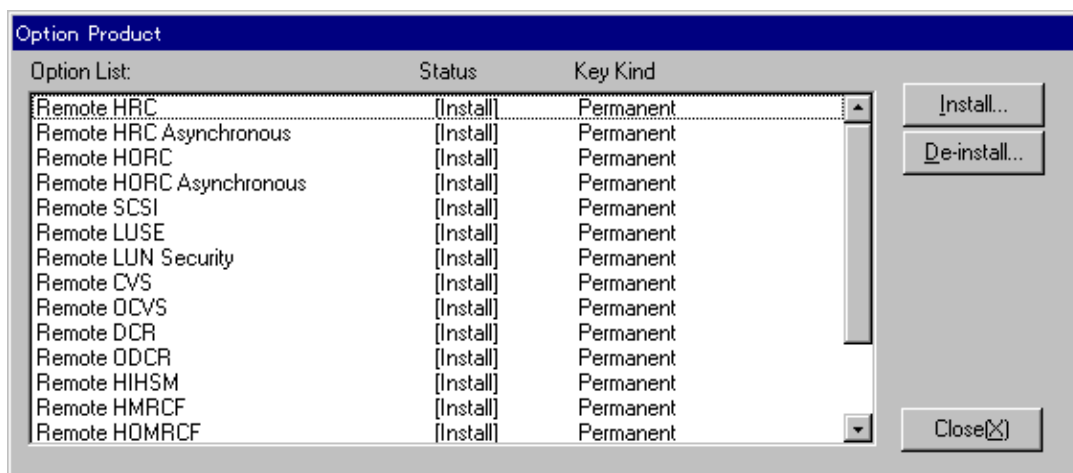 Option Product
Option List: Status Key Kind
Remote HRC [Install] Permanent
Remote HRC Asynchronous [Install] Permanent
Remote HORC [Install] Permanent
Remote HORC Asynchronous [Install] Permanent
Remote SCSI [Install] Permanent
Remote LUSE [Install] Permanent
Remote LUN Security [Install] Permanent
Remote CVS [Install] Permanent
Remote OCVS [Install] Permanent
Remote DCR [Install] Permanent
Remote ODCR [Install] Permanent
Remote HIHSM [Install] Permanent
Remote HMRCF [Install] Permanent
Remote HOMRCF [Install] Permanent
Install...
De-install...
Close(X)